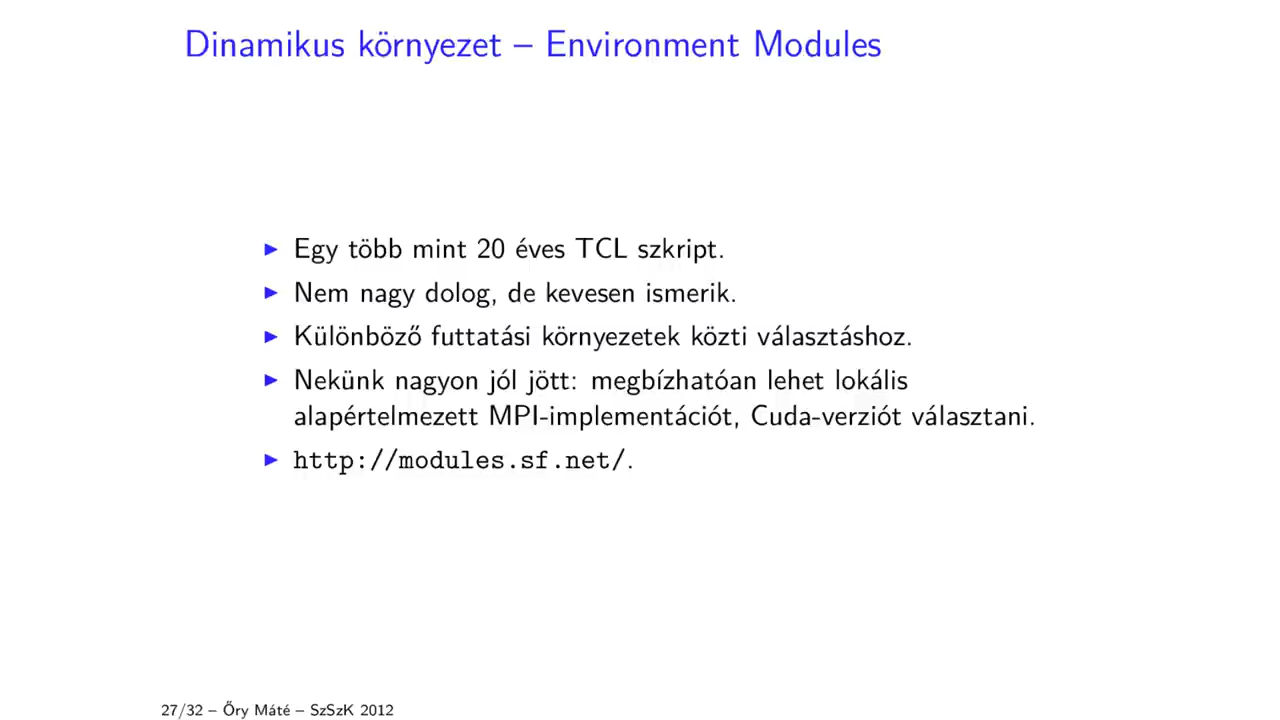 Dinamikus környezet – Environment Modules
Egy több mint 20 éves TCL szkript.
Nem nagy dolog, de kevesen ismerik.
Különböző futtatási környezetek közti választáshoz.
Nekünk nagyon jól jött: megbízhatóan lehet lokális
alapértelmezett MPI-implementációt, Cuda-verziót választani.
http://modules.sf.net/.
27/32 – Őry Máté – SzSzK 2012